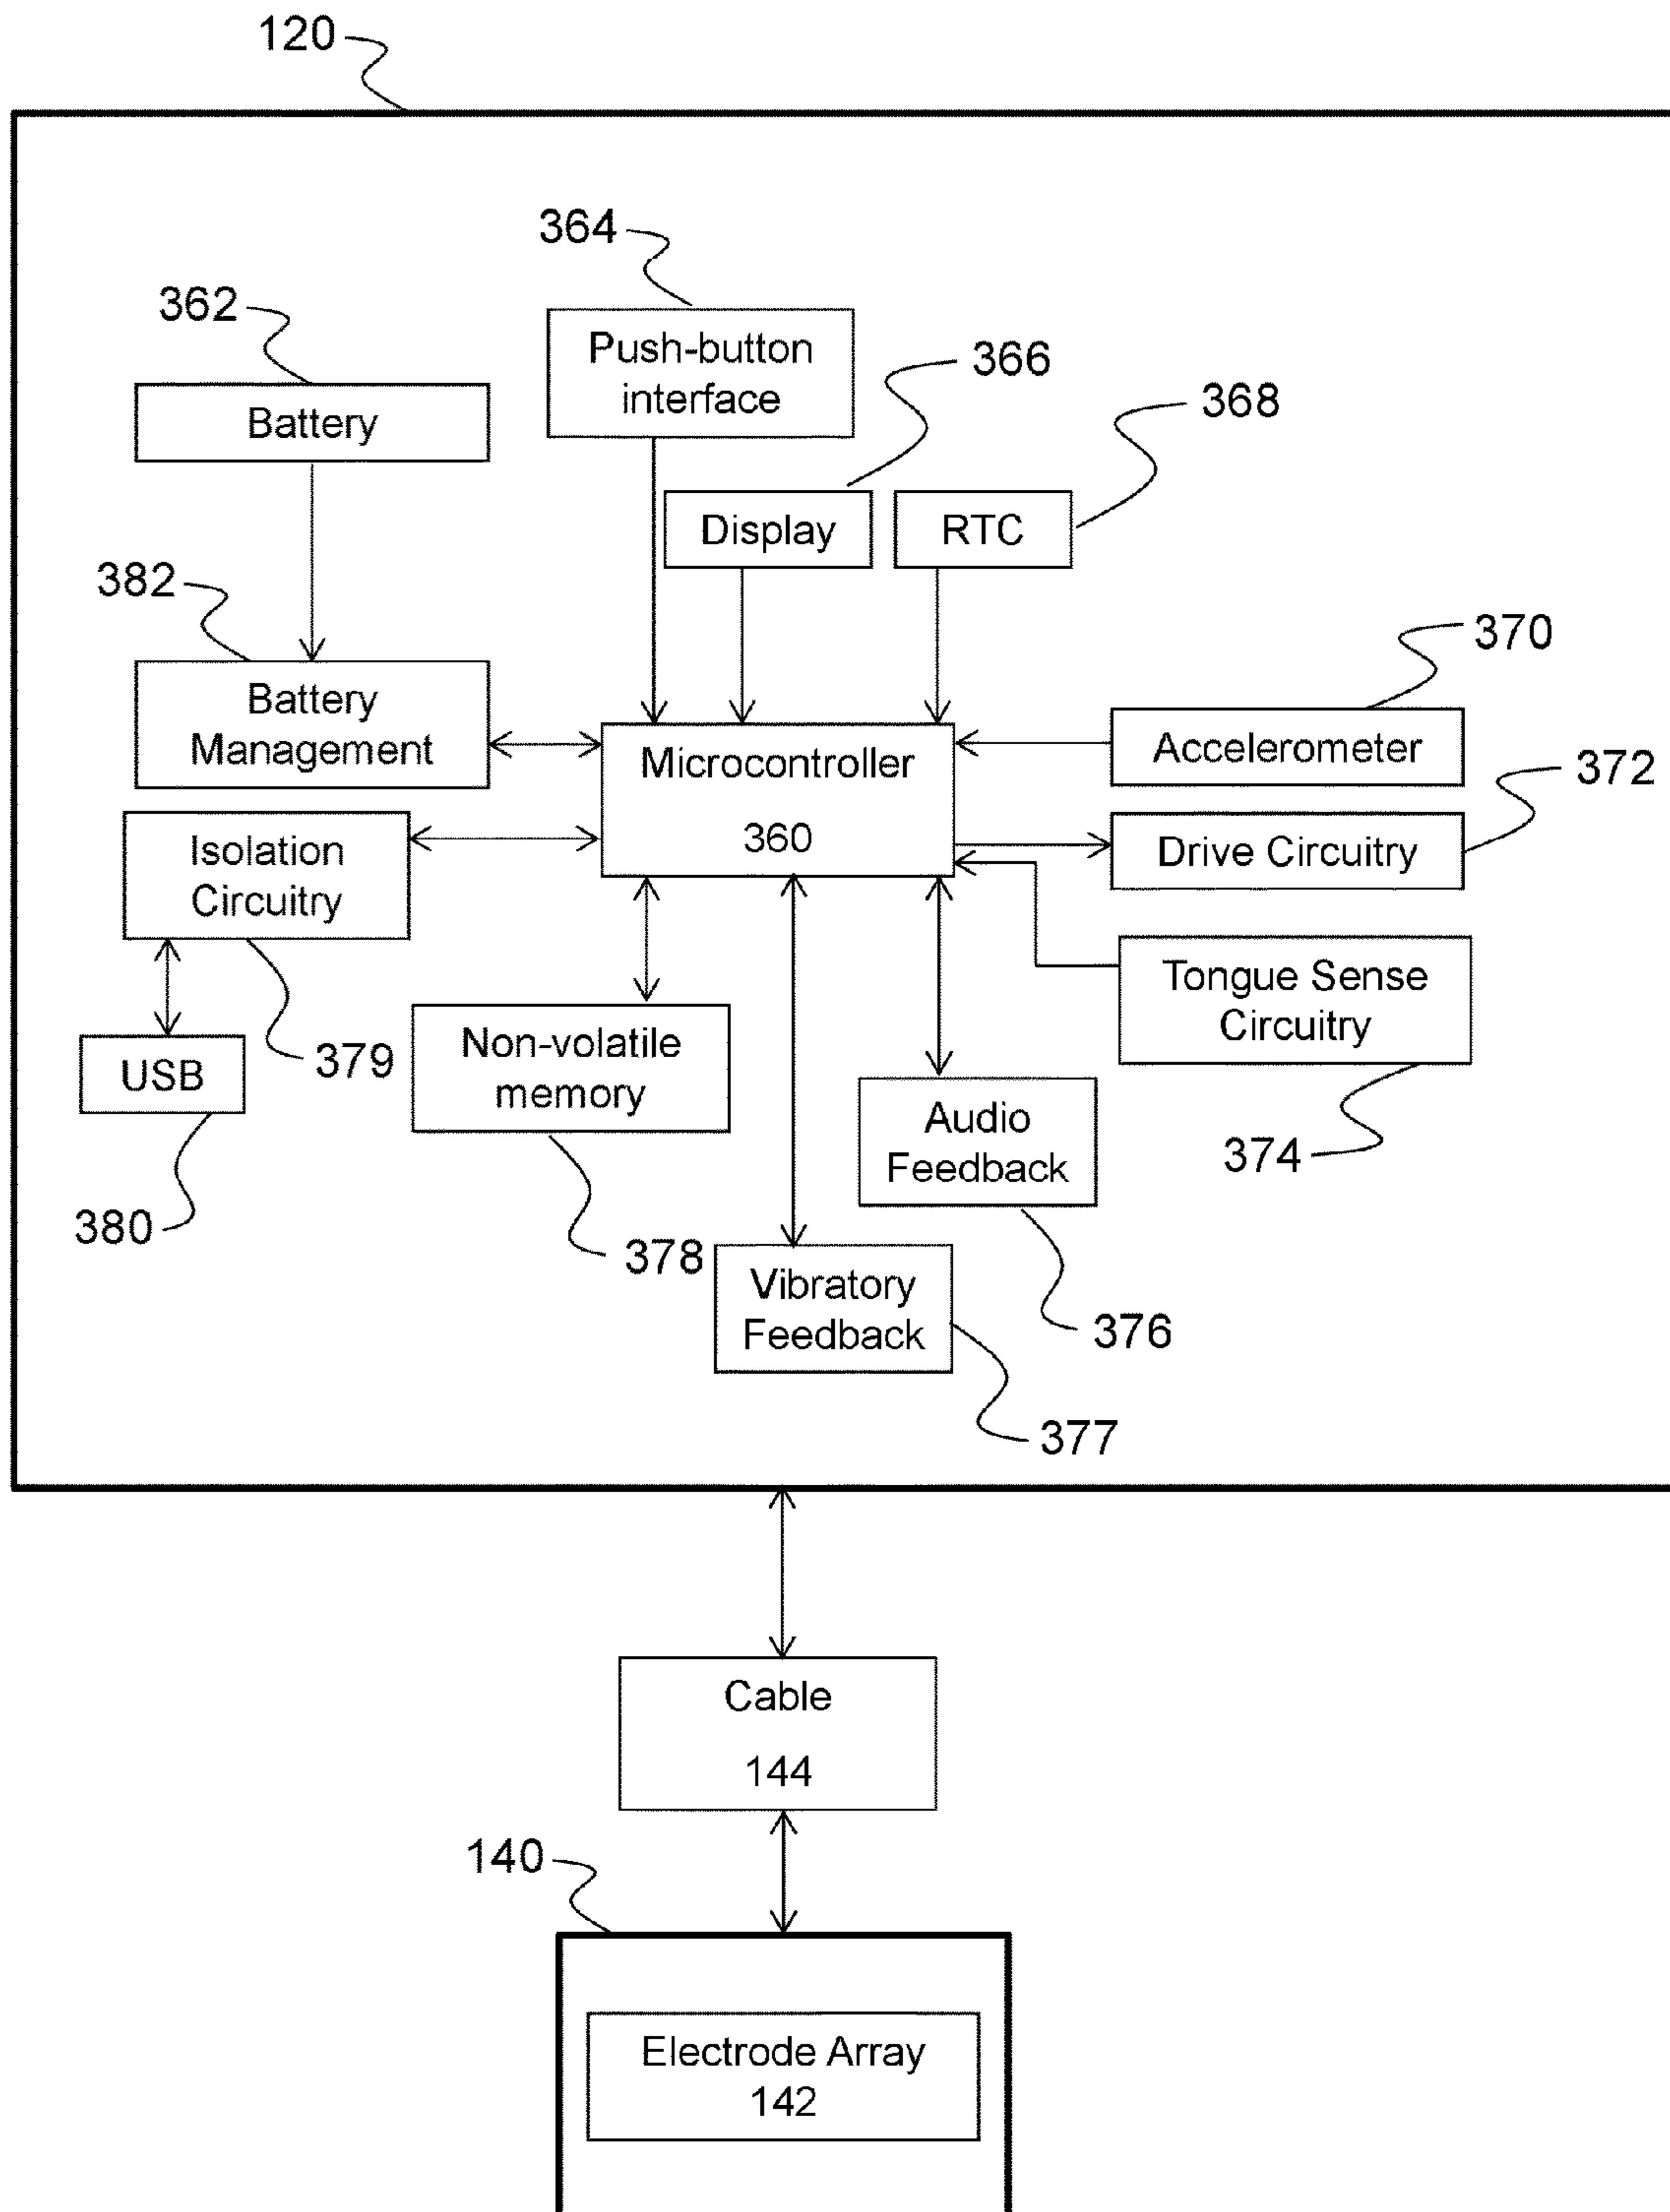 120
364
Push-button
interface
362
Battery
366
Display
368
RTC
382
Battery
Management
370
Accelerometer
Microcontroller
360
372
Drive Circuitry
Isolation
Circuitry
Tongue Sense
Circuitry
374
379
USB
380
Non-volatile
memory
378
Audio
Feedback
376
Vibratory
Feedback
377
Cable
144
140
Electrode Array
142